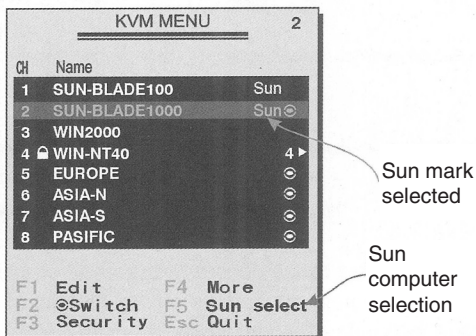 KVM MENU 2
CH Name
1 SUN-BLADE100 Sun
2 SUN-BLADE1000 Sun
3 WIN2000
4 WIN-NT40 4
5 EUROPE
6 ASIA-N
7 ASIA-S
8 PASIFIC
Sun mark
selected
Sun
computer
selection
F1 Edit F4 More
F2 Switch F5 Sun select
F3 Security Esc Quit